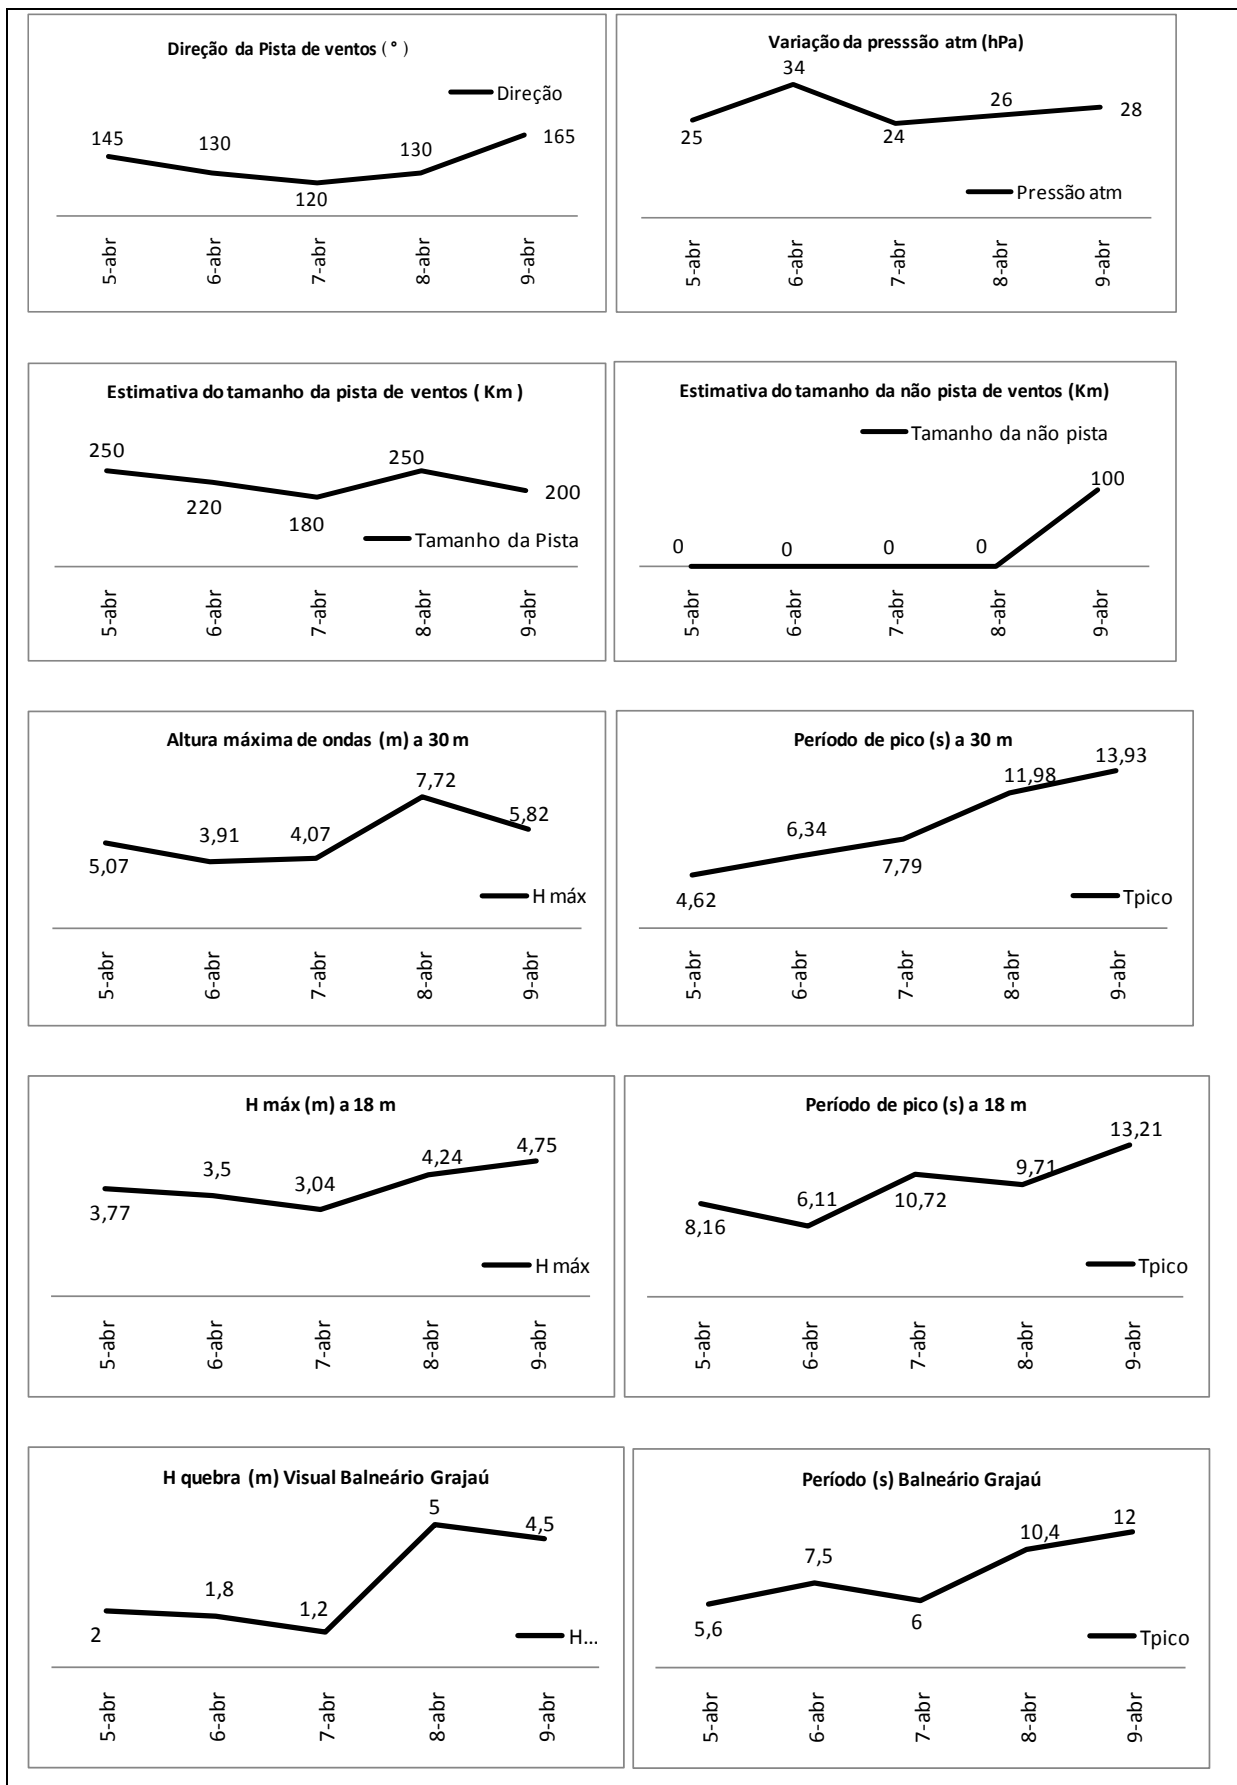 Direção da Pista de ventos ( ° )
Direção
145
130
120
130
165
5-abr
6-abr
7-abr
8-abr
9-abr
Variação da presssão atm (hPa)
34
25
24
26
28
Pressão atm
5-abr
6-abr
7-abr
8-abr
9-abr
Estimativa do tamanho da pista de ventos ( Km )
250
220
180
250
200
Tamanho da Pista
5-abr
6-abr
7-abr
8-abr
9-abr
Estimativa do tamanho da não pista de ventos (Km)
Tamanho da não pista
0
0
0
0
100
5-abr
6-abr
7-abr
8-abr
9-abr
Altura máxima de ondas (m) a 30 m
5,07
3,91
4,07
7,72
5,82
H máx
5-abr
6-abr
7-abr
8-abr
9-abr
Período de pico (s) a 30 m
4,62
6,34
7,79
11,98
13,93
Tpico
5-abr
6-abr
7-abr
8-abr
9-abr
H máx (m) a 18 m
3,77
3,5
3,04
4,24
4,75
H máx
5-abr
6-abr
7-abr
8-abr
9-abr
Período de pico (s) a 18 m
8,16
6,11
10,72
9,71
13,21
Tpico
5-abr
6-abr
7-abr
8-abr
9-abr
H quebra (m) Visual Balneário Grajaú
2
1,8
1,2
5
4,5
H...
5-abr
6-abr
7-abr
8-abr
9-abr
Período (s) Balneário Grajaú
5,6
7,5
6
10,4
12
Tpico
5-abr
6-abr
7-abr
8-abr
9-abr